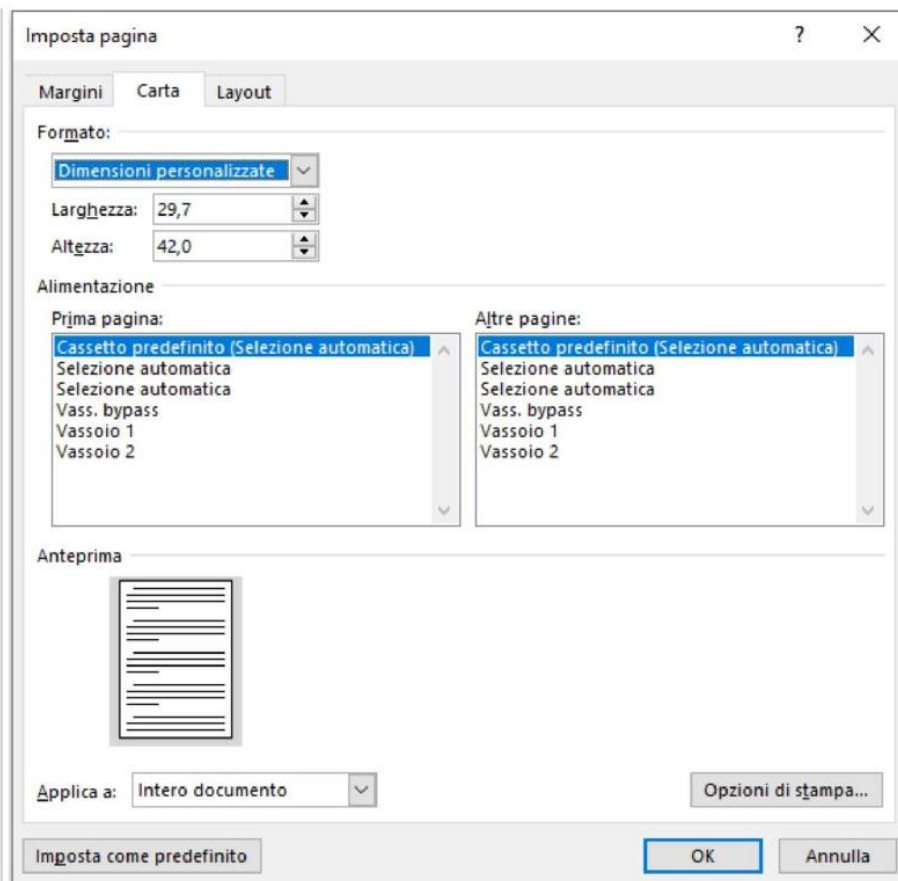 Imposta pagina
?
Margini
Carta
Layout
Formato:
Dimensioni personalizzate
Larghezza:
29,7
Altezza:
42,0
Alimentazione
Prima pagina:
Altre pagine:
Cassetto predefinito (Selezione automatica)
Selezione automatica
Selezione automatica
Vass. bypass
Vassoio 1
Vassoio 2
Cassetto predefinito (Selezione automatica)
Selezione automatica
Selezione automatica
Vass. bypass
Vassoio 1
Vassoio 2
Anteprima
Applica a:
Intero documento
Opzioni di stampa...
Imposta come predefinito
OK
Annulla